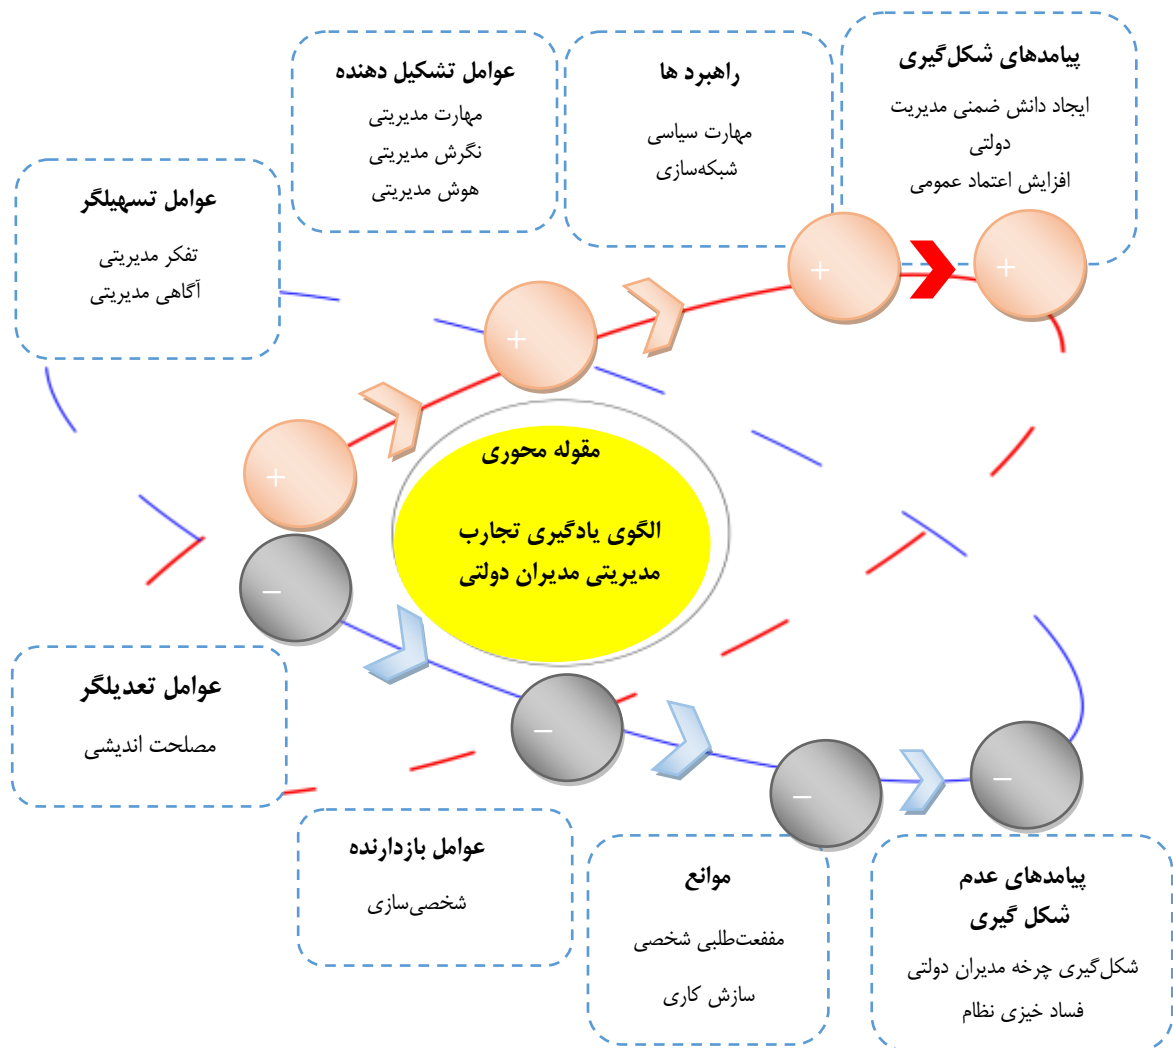 پیامدهای شکل‌گیری
ایجاد دانش ضمنی مدیریت
دولتی
افزایش اعتماد عمومی
راهبرد ها
مهارت سیاسی
شبکه‌سازی
عوامل تشکیل دهنده
مهارت مدیریتی
نگرش مدیریتی
هوش مدیریتی
عوامل تسهیلگر
تفکر مدیریتی
آگاهی مدیریتی
+
+
+
+
مقوله محوری
الگوی یادگیری تجارب
مدیریتی مدیران دولتی
−
−
−
−
عوامل تعدیلگر
مصلحت اندیشی
عوامل بازدارنده
شخصی‌سازی
موانع
مففعت‌طلبی شخصی
سازش کاری
پیامدهای عدم
شکل گیری
شکل‌گیری چرخه مدیران دولتی
فساد خیزی نظام